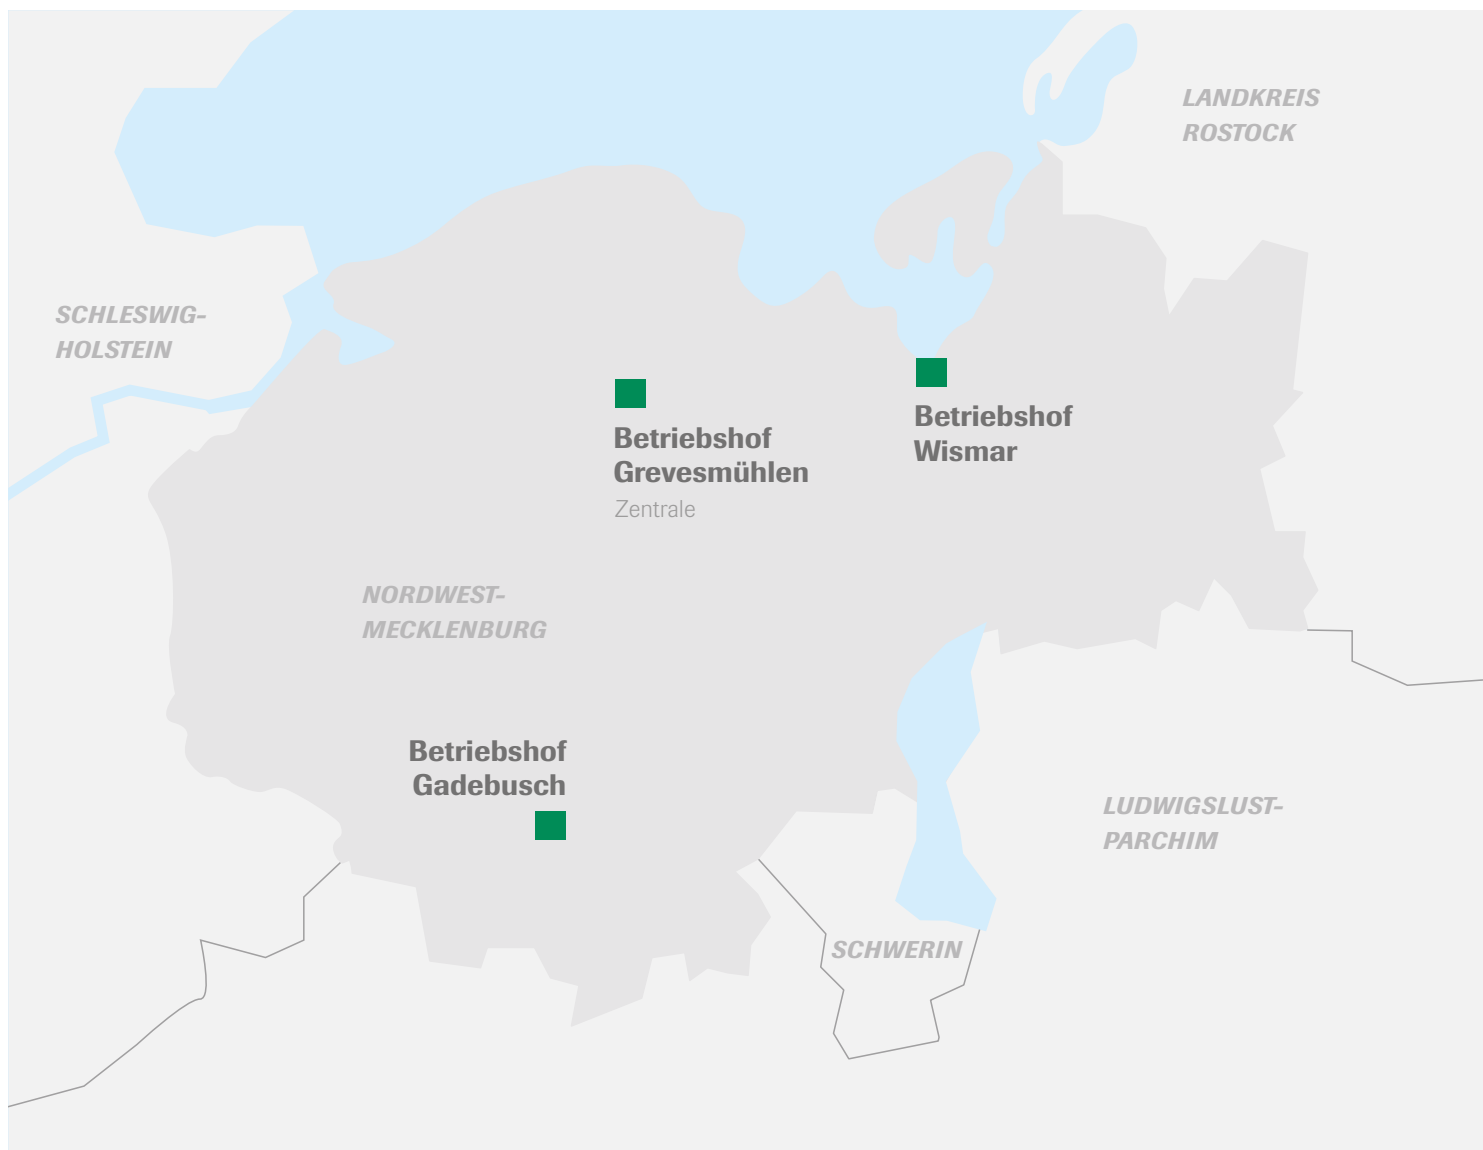 LANDKREIS
ROSTOCK
SCHLESWIG-
HOLSTEIN
Betriebshof
Wismar
Betriebshof
Grevesmühlen
Zentrale
NORDWEST-
MECKLENBURG
Betriebshof
Gadebusch
LUDWIGSLUST-
PARCHIM
SCHWERIN